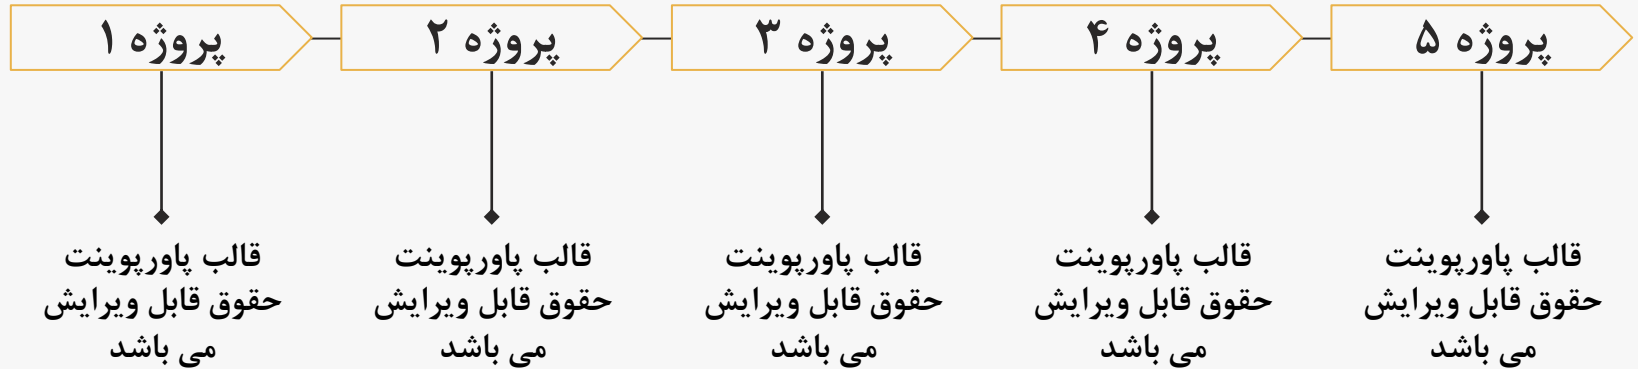 پروژه ۱
پروژه ۲
پروژه ۳
پروژه ۴
پروژه ۵
قالب پاورپوینت
حقوق قابل ویرایش
می باشد
قالب پاورپوینت
حقوق قابل ویرایش
می باشد
قالب پاورپوینت
حقوق قابل ویرایش
می باشد
قالب پاورپوینت
حقوق قابل ویرایش
می باشد
قالب پاورپوینت
حقوق قابل ویرایش
می باشد